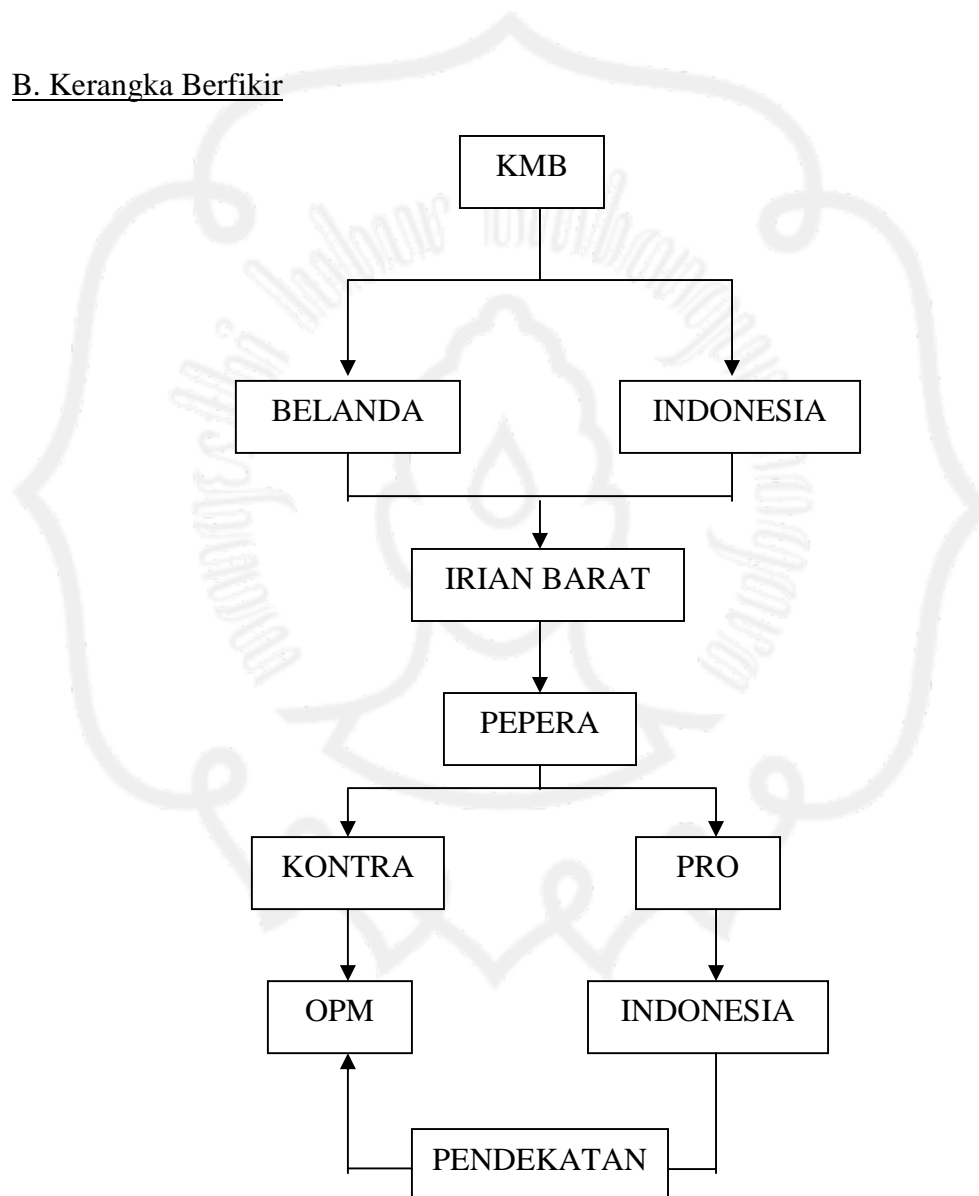 B. Kerangka Berfikir
KMB
BELANDA INDONESIA
IRIAN BARAT
PEPERA
KONTRA PRO
OPM INDONESIA
PENDEKATAN